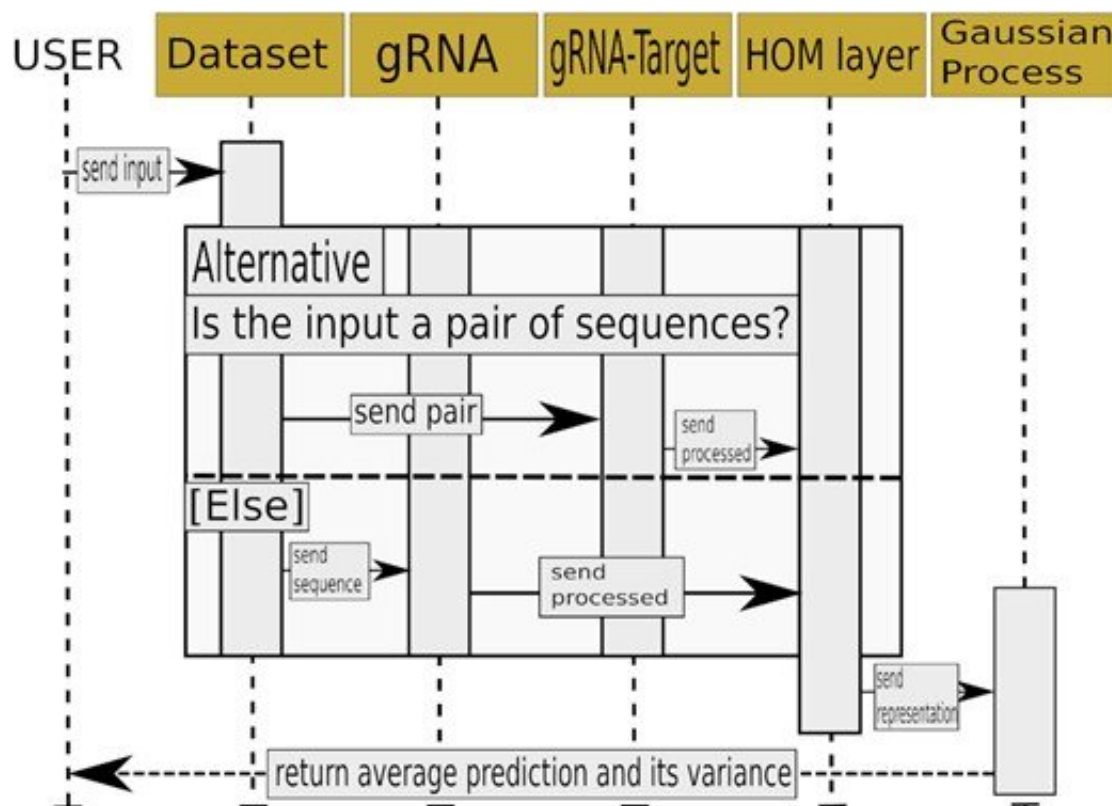 USER
Dataset
gRNA
gRNA-Target
HOM layer
Gaussian
Process
send input
Alternative
Is the input a pair of sequences?
send pair
send
processed
[Else]
send
sequence
send
processed
send
representation
return average prediction and its variance